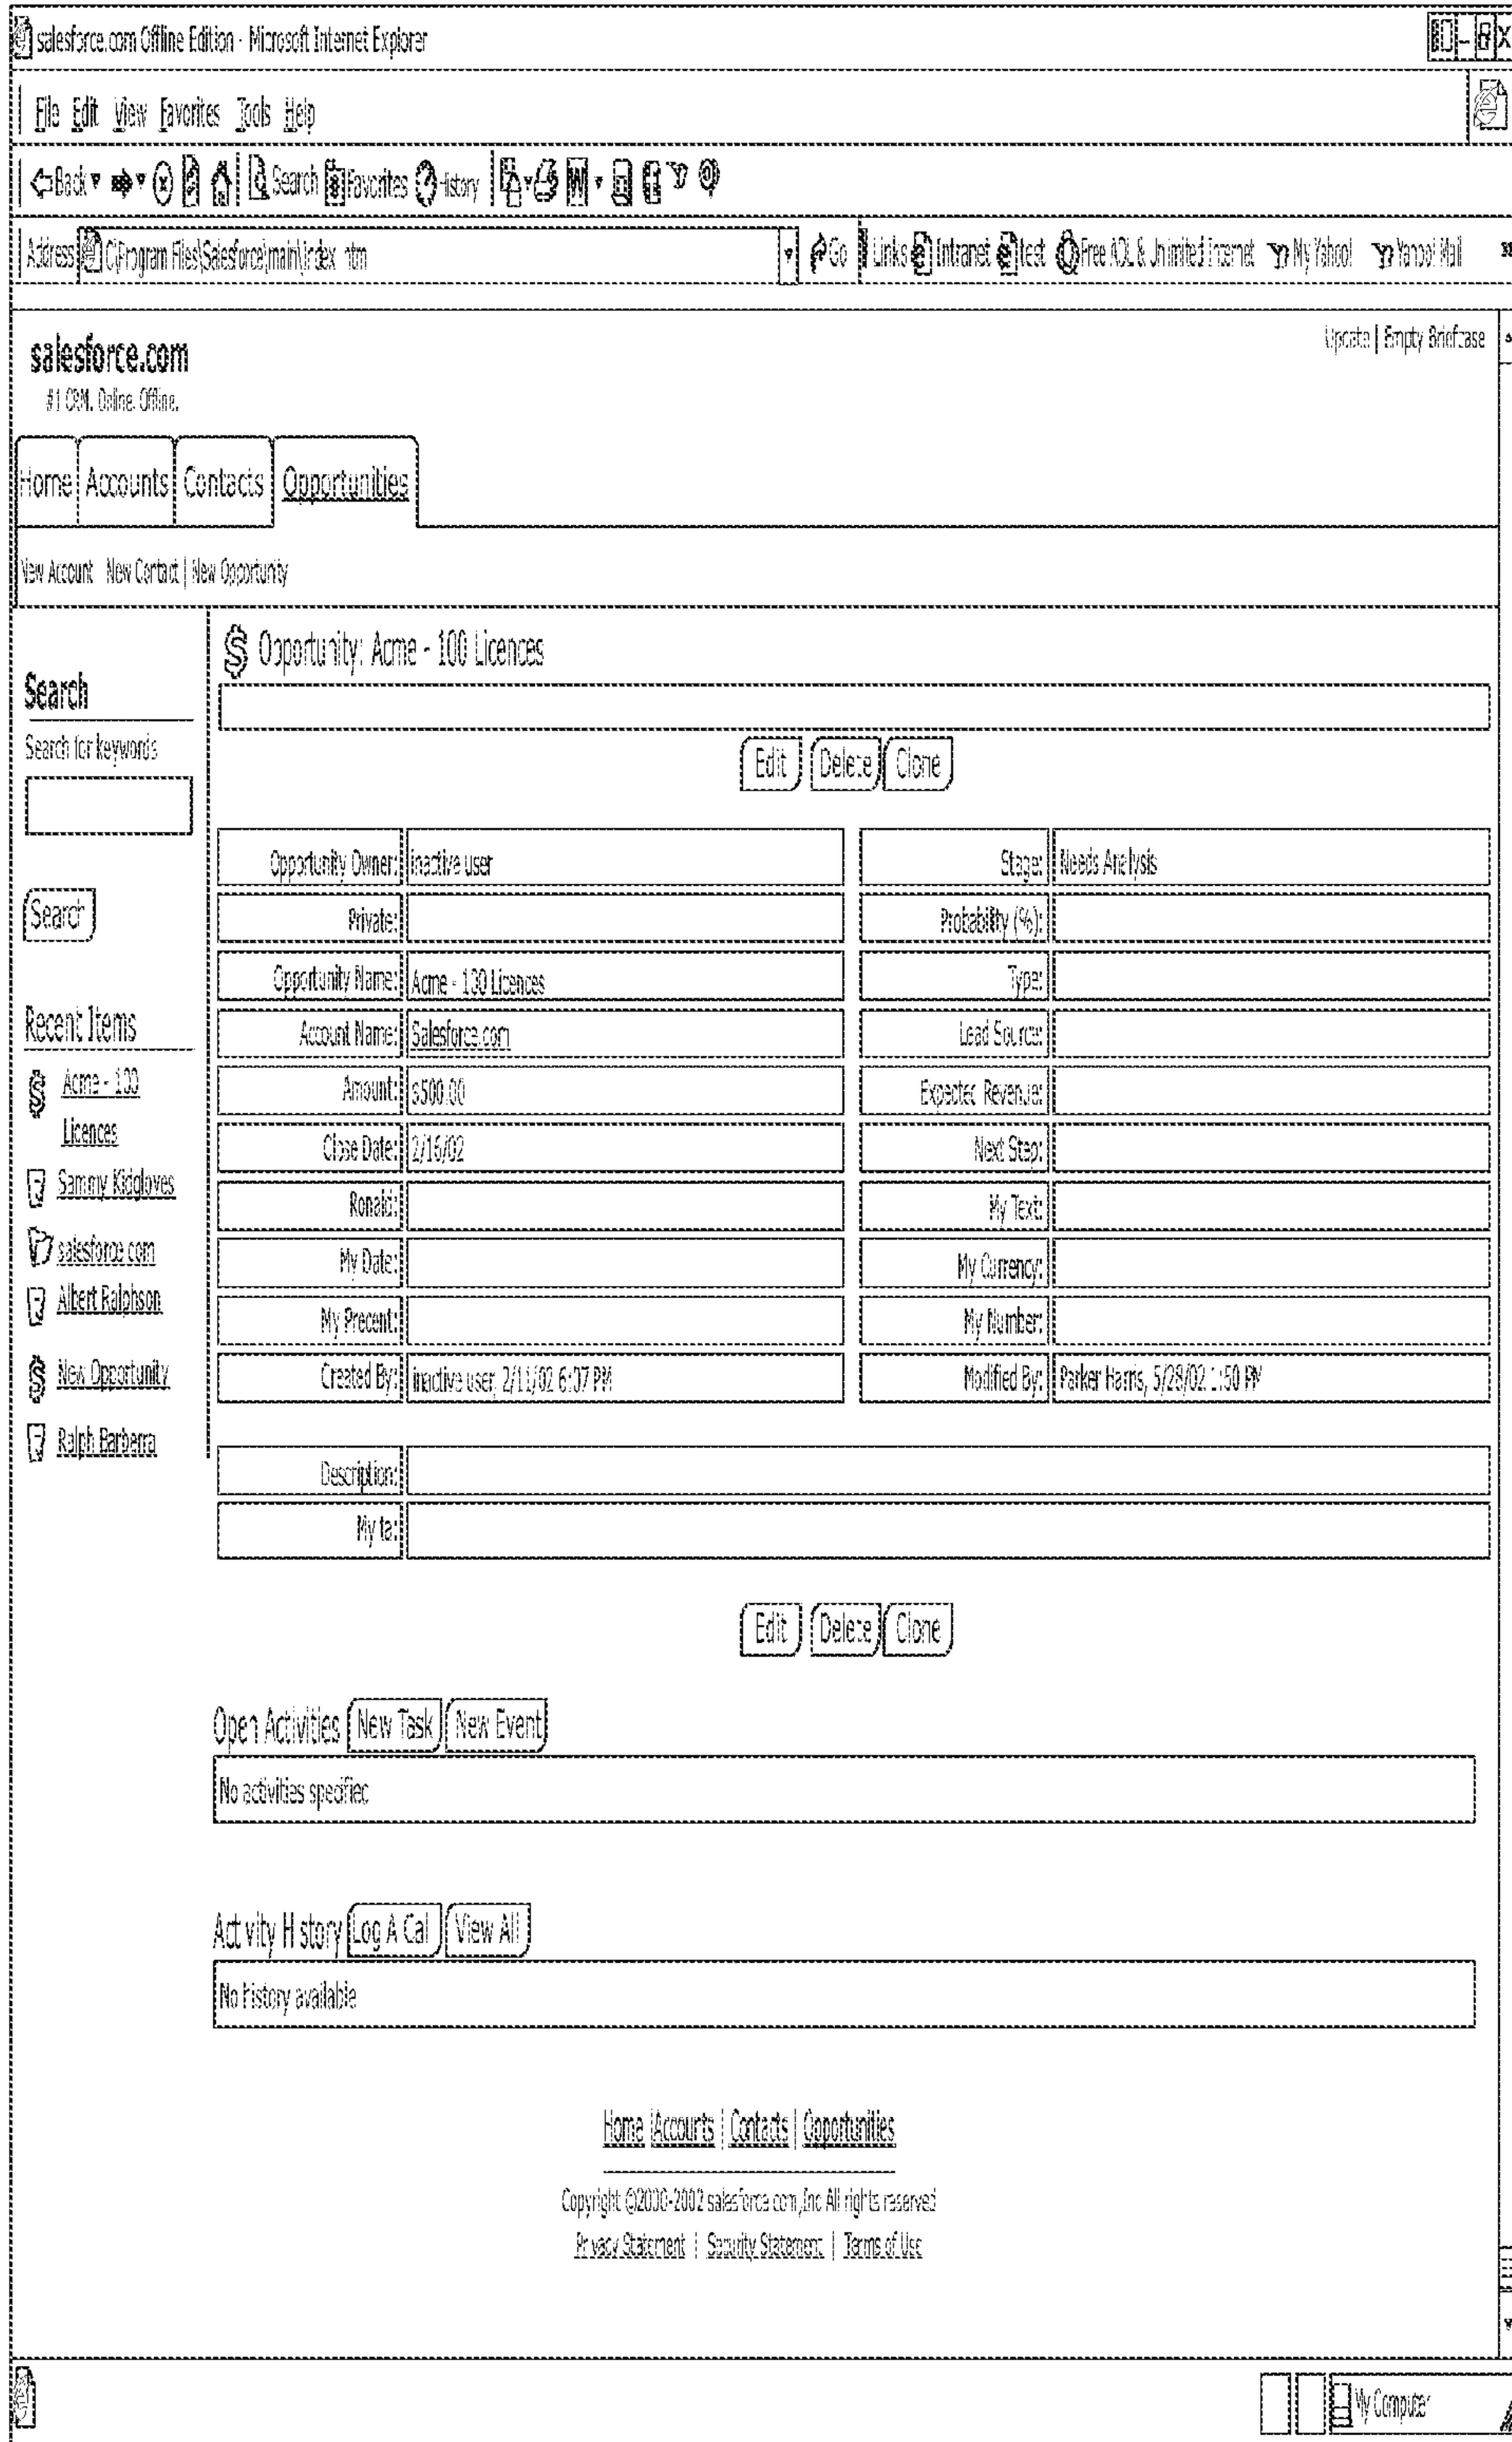 salesforce.com Offline Edition - Microsoft Internet Explorer
File Edit View Favorites Tools Help
Back Search Favorites History
Address C:\Program Files\Salesforce\main\index.htm Go Links Intranet test Free AOL & Unlimited Internet My Yahoo! Yahoo! Mail
Update | Empty Briefcase
salesforce.com
#1 CRM. Online. Offline.
Home Accounts Contacts Opportunities
New Account New Contact | New Opportunity
$ Opportunity: Acme - 100 Licences
Edit Delete Clone
Search
Search for keywords
Search
Recent Items
$ Acme - 100
Licences
Sammy Kidgloves
salesforce.com
Albert Ralphson
$ New Opportunity
Ralph Barberra
Opportunity Owner: inactive user Stage: Needs Analysis
Private: Probability (%):
Opportunity Name: Acme - 100 Licences Type:
Account Name: Salesforce.com Lead Source:
Amount: $500.00 Expected Revenue:
Close Date: 2/16/02 Next Step:
Ronald: My Text:
My Date: My Currency:
My Precent: My Number:
Created By: inactive user, 2/11/02 6:07 PM Modified By: Parker Harris, 5/28/02 1:50 PM
Description:
My ta:
Edit Delete Clone
Open Activities New Task New Event
No activities specified
Activity History Log A Cal View All
No history available
Home | Accounts | Contacts | Opportunities
Copyright @2000-2002 salesforce.com, Inc All rights reserved
Privacy Statement | Security Statement | Terms of Use
My Computer